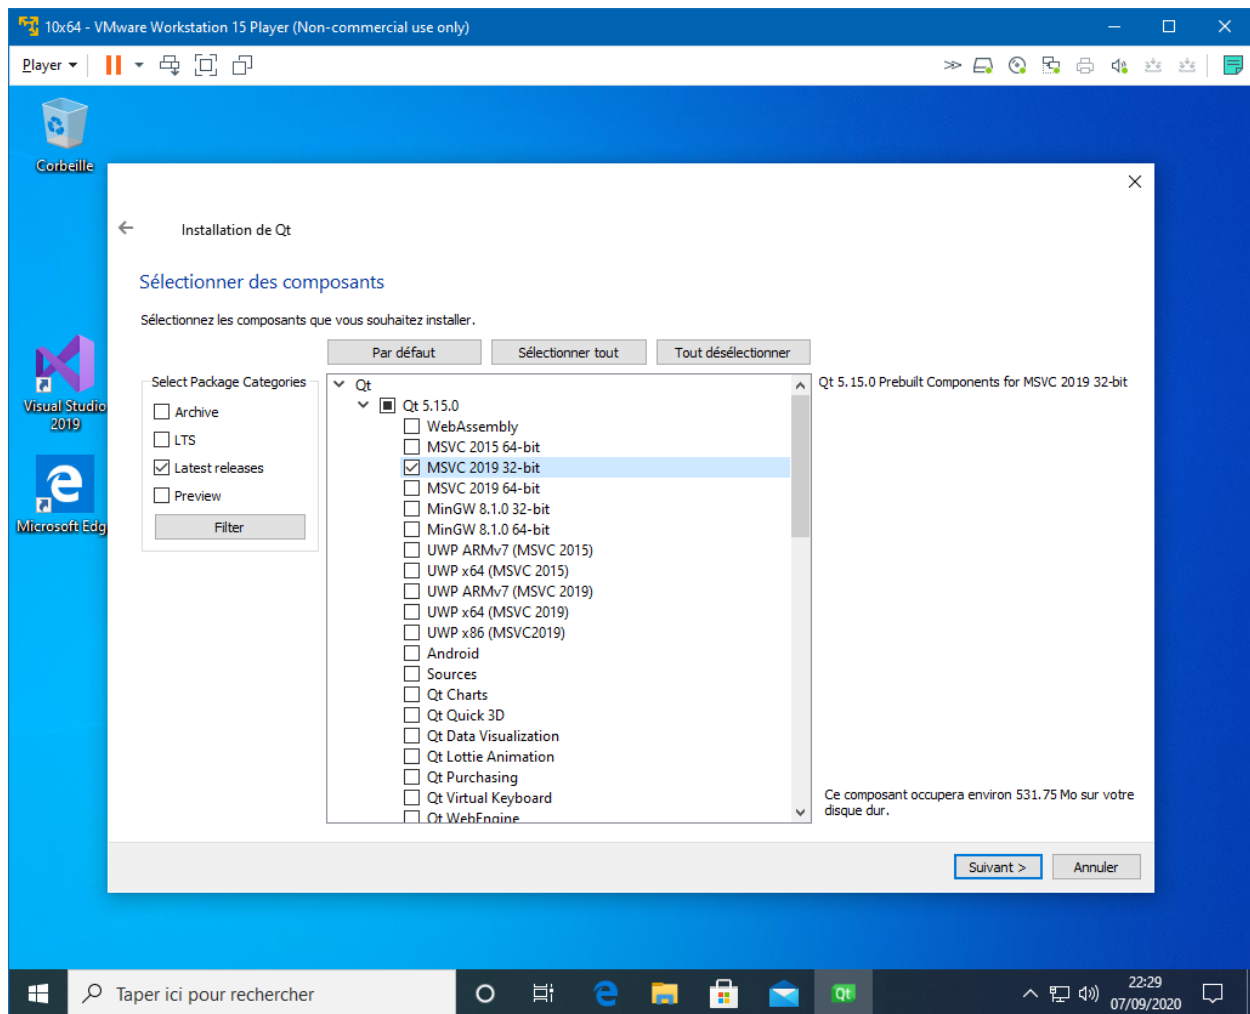 10x64 - VMware Workstation 15 Player (Non-commercial use only)
Player
Corbeille
Installation de Qt
Sélectionner des composants
Sélectionnez les composants que vous souhaitez installer.
Par défaut
Sélectionner tout
Tout désélectionner
Select Package Categories
Archive
LTS
Latest releases
Preview
Filter
Qt
Qt 5.15.0
WebAssembly
MSVC 2015 64-bit
MSVC 2019 32-bit
MSVC 2019 64-bit
MinGW 8.1.0 32-bit
MinGW 8.1.0 64-bit
UWP ARMv7 (MSVC 2015)
UWP x64 (MSVC 2015)
UWP ARMv7 (MSVC 2019)
UWP x64 (MSVC 2019)
UWP x86 (MSVC2019)
Android
Sources
Qt Charts
Qt Quick 3D
Qt Data Visualization
Qt Lottie Animation
Qt Purchasing
Qt Virtual Keyboard
Qt WebEngine
Qt 5.15.0 Prebuilt Components for MSVC 2019 32-bit
Ce composant occupera environ 531.75 Mo sur votre
disque dur.
Suivant >
Annuler
Visual Studio
2019
Microsoft Edg
Taper ici pour rechercher
Qt
22:29
07/09/2020